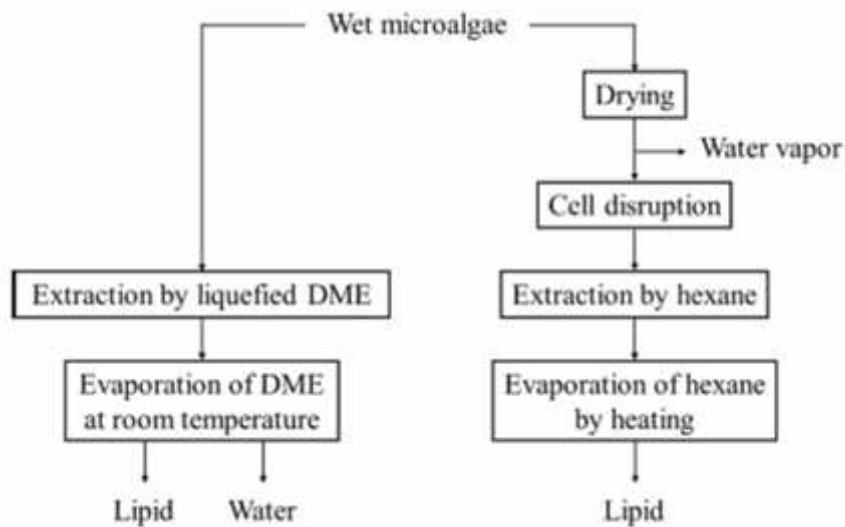 Wet microalgae
Drying
Water vapor
Cell disruption
Extraction by liquefied DME
Extraction by hexane
Evaporation of DME
at room temperature
Evaporation of hexane
by heating
Lipid
Water
Lipid